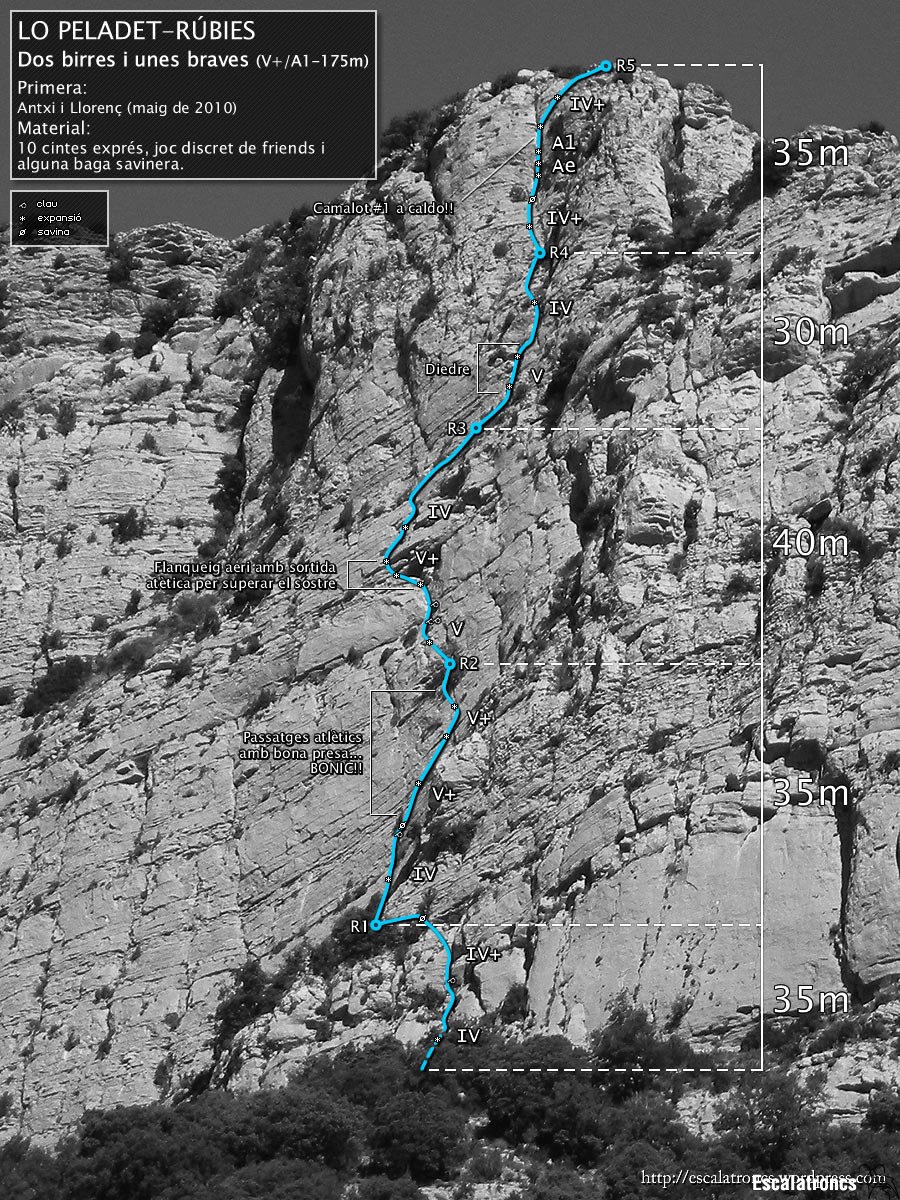 LO PELADET-RÚBIES
Dos birres i unes braves (V+/A1-175m)
Primera:
Antxi i Llorenç (maig de 2010)
Material:
10 cintes exprés, joc discret de friends i
alguna baga savinera.
clau
expansió
savina
R5
IV+
35m
A1
Ae
Camalot #1 a caldo!!
IV+
R4
IV
30m
Diedre
V
R3
IV
40m
V+
Flanqueig aeri amb sortida
atlètica per superar el sostre
V
R2
V+
Passatges atlètics
amb bona presa...
BONIC!!
35m
V+
IV
R1
IV+
35m
IV
http://escalatroncs.wordpress.com
Escalatroncs